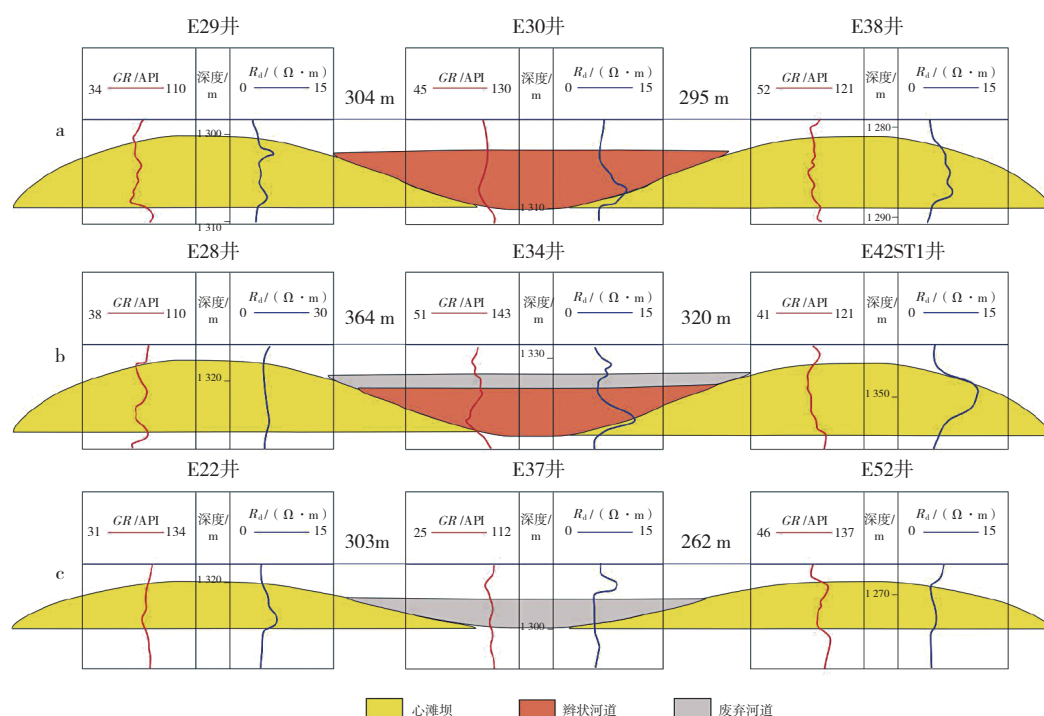 E29井 E30井 E38井
GR/API 深度/m Rd/(Ω·m) GR/API 深度/m Rd/(Ω·m) GR/API 深度/m Rd/(Ω·m)
34 110 0 15 304 m 45 130 0 15 295 m 52 121 0 15
a 1 300 1 280
1 310 1 310 1 290
E28井 E34井 E42ST1井
GR/API 深度/m Rd/(Ω·m) GR/API 深度/m Rd/(Ω·m) GR/API 深度/m Rd/(Ω·m)
38 110 0 30 364 m 51 143 0 15 320 m 41 121 0 15
b 1 320 1 330 1 350
E22井 E37井 E52井
GR/API 深度/m Rd/(Ω·m) GR/API 深度/m Rd/(Ω·m) GR/API 深度/m Rd/(Ω·m)
31 134 0 15 303m 25 112 0 15 262 m 46 137 0 15
c 1 320 1 300 1 270
心滩坝 辫状河道 废弃河道